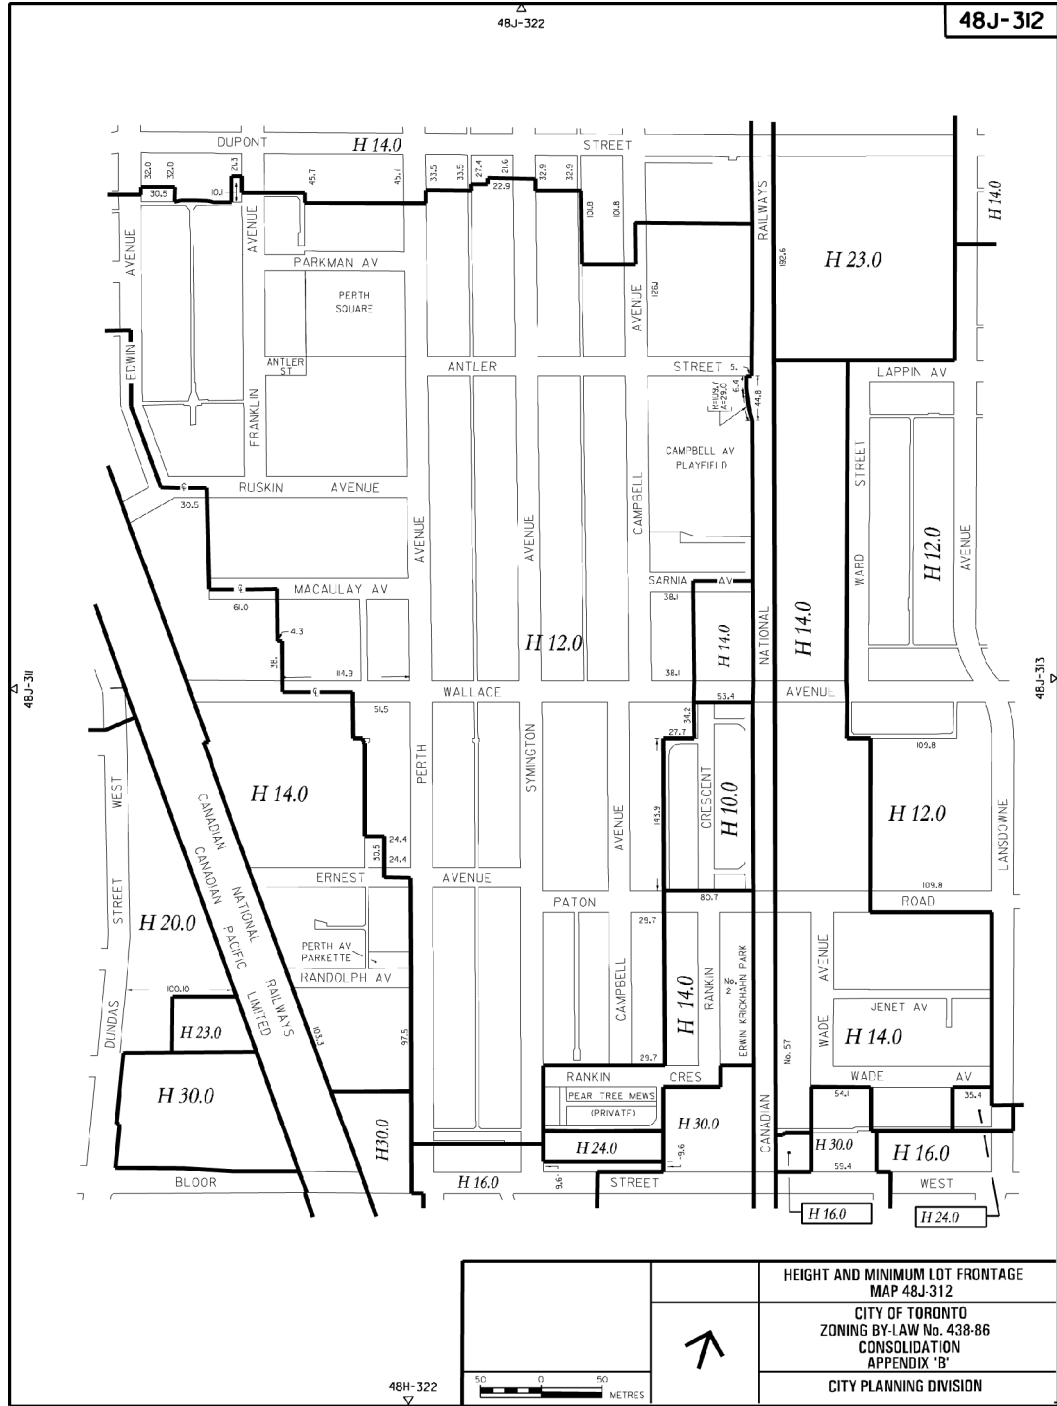 48J-322
48J-312
DUPONT
STREET
H 14.0
32.0
32.0
21.3
45.7
45.7
33.5
33.5
27.4
21.6
32.9
32.9
30.5
10.1
22.9
101.8
101.8
RAILWAYS
192.6
H 14.0
AVENUE
AVENUE
AVENUE
H 23.0
PARKMAN AV
PERTH
SQUARE
EDWIN
ANTLER
ST
ANTLER
STREET
5.
6.4
44.8
LAPPIN AV
FRANKLIN
CAMPBELL AV
PLAYFIELD
STREET
RUSKIN
AVENUE
30.5
AVENUE
AVENUE
CAMPBELL
WARD
H 12.0
AVENUE
MACAULAY AV
61.0
4.3
38.
114.9
SARNIA
AV
38.1
H 14.0
NATIONAL
H 14.0
H 12.0
48J-311
48J-313
38.1
WALLACE
AVENUE
53.4
51.5
34.2
27.7
109.8
PERTH
SYMINGTON
AVENUE
CRESCENT
H 10.0
143.9
WEST
STREET
H 14.0
H 12.0
LANSDOWNE
CANADIAN
CANADIAN
NATIONAL
PACIFIC
RAILWAYS
LIMITED
24.4
30.5
24.4
ERNEST
AVENUE
PATON
80.7
109.8
ROAD
H 20.0
PERTH AV
PARKETTE
RANDOLPH AV
29.7
CAMPBELL
H 14.0
RANKIN
No.
2
ERWIN KRICKHAHN PARK
AVENUE
WADE
JENET AV
H 14.0
100.10
DUNDAS
H 23.0
103.3
97.5
29.7
No. 57
H 30.0
RANKIN
CRES
WADE
AV
PEAR TREE MEWS
(PRIVATE)
54.1
35.4
H30.0
H 24.0
H 30.0
9.6
CANADIAN
H 30.0
H 16.0
59.4
BLOOR
H 16.0
9.6
STREET
WEST
H 16.0
H 24.0
HEIGHT AND MINIMUM LOT FRONTAGE
MAP 48J-312
CITY OF TORONTO
ZONING BY-LAW No. 438-86
CONSOLIDATION
APPENDIX 'B'
CITY PLANNING DIVISION
48H-322
50
0
50
METRES